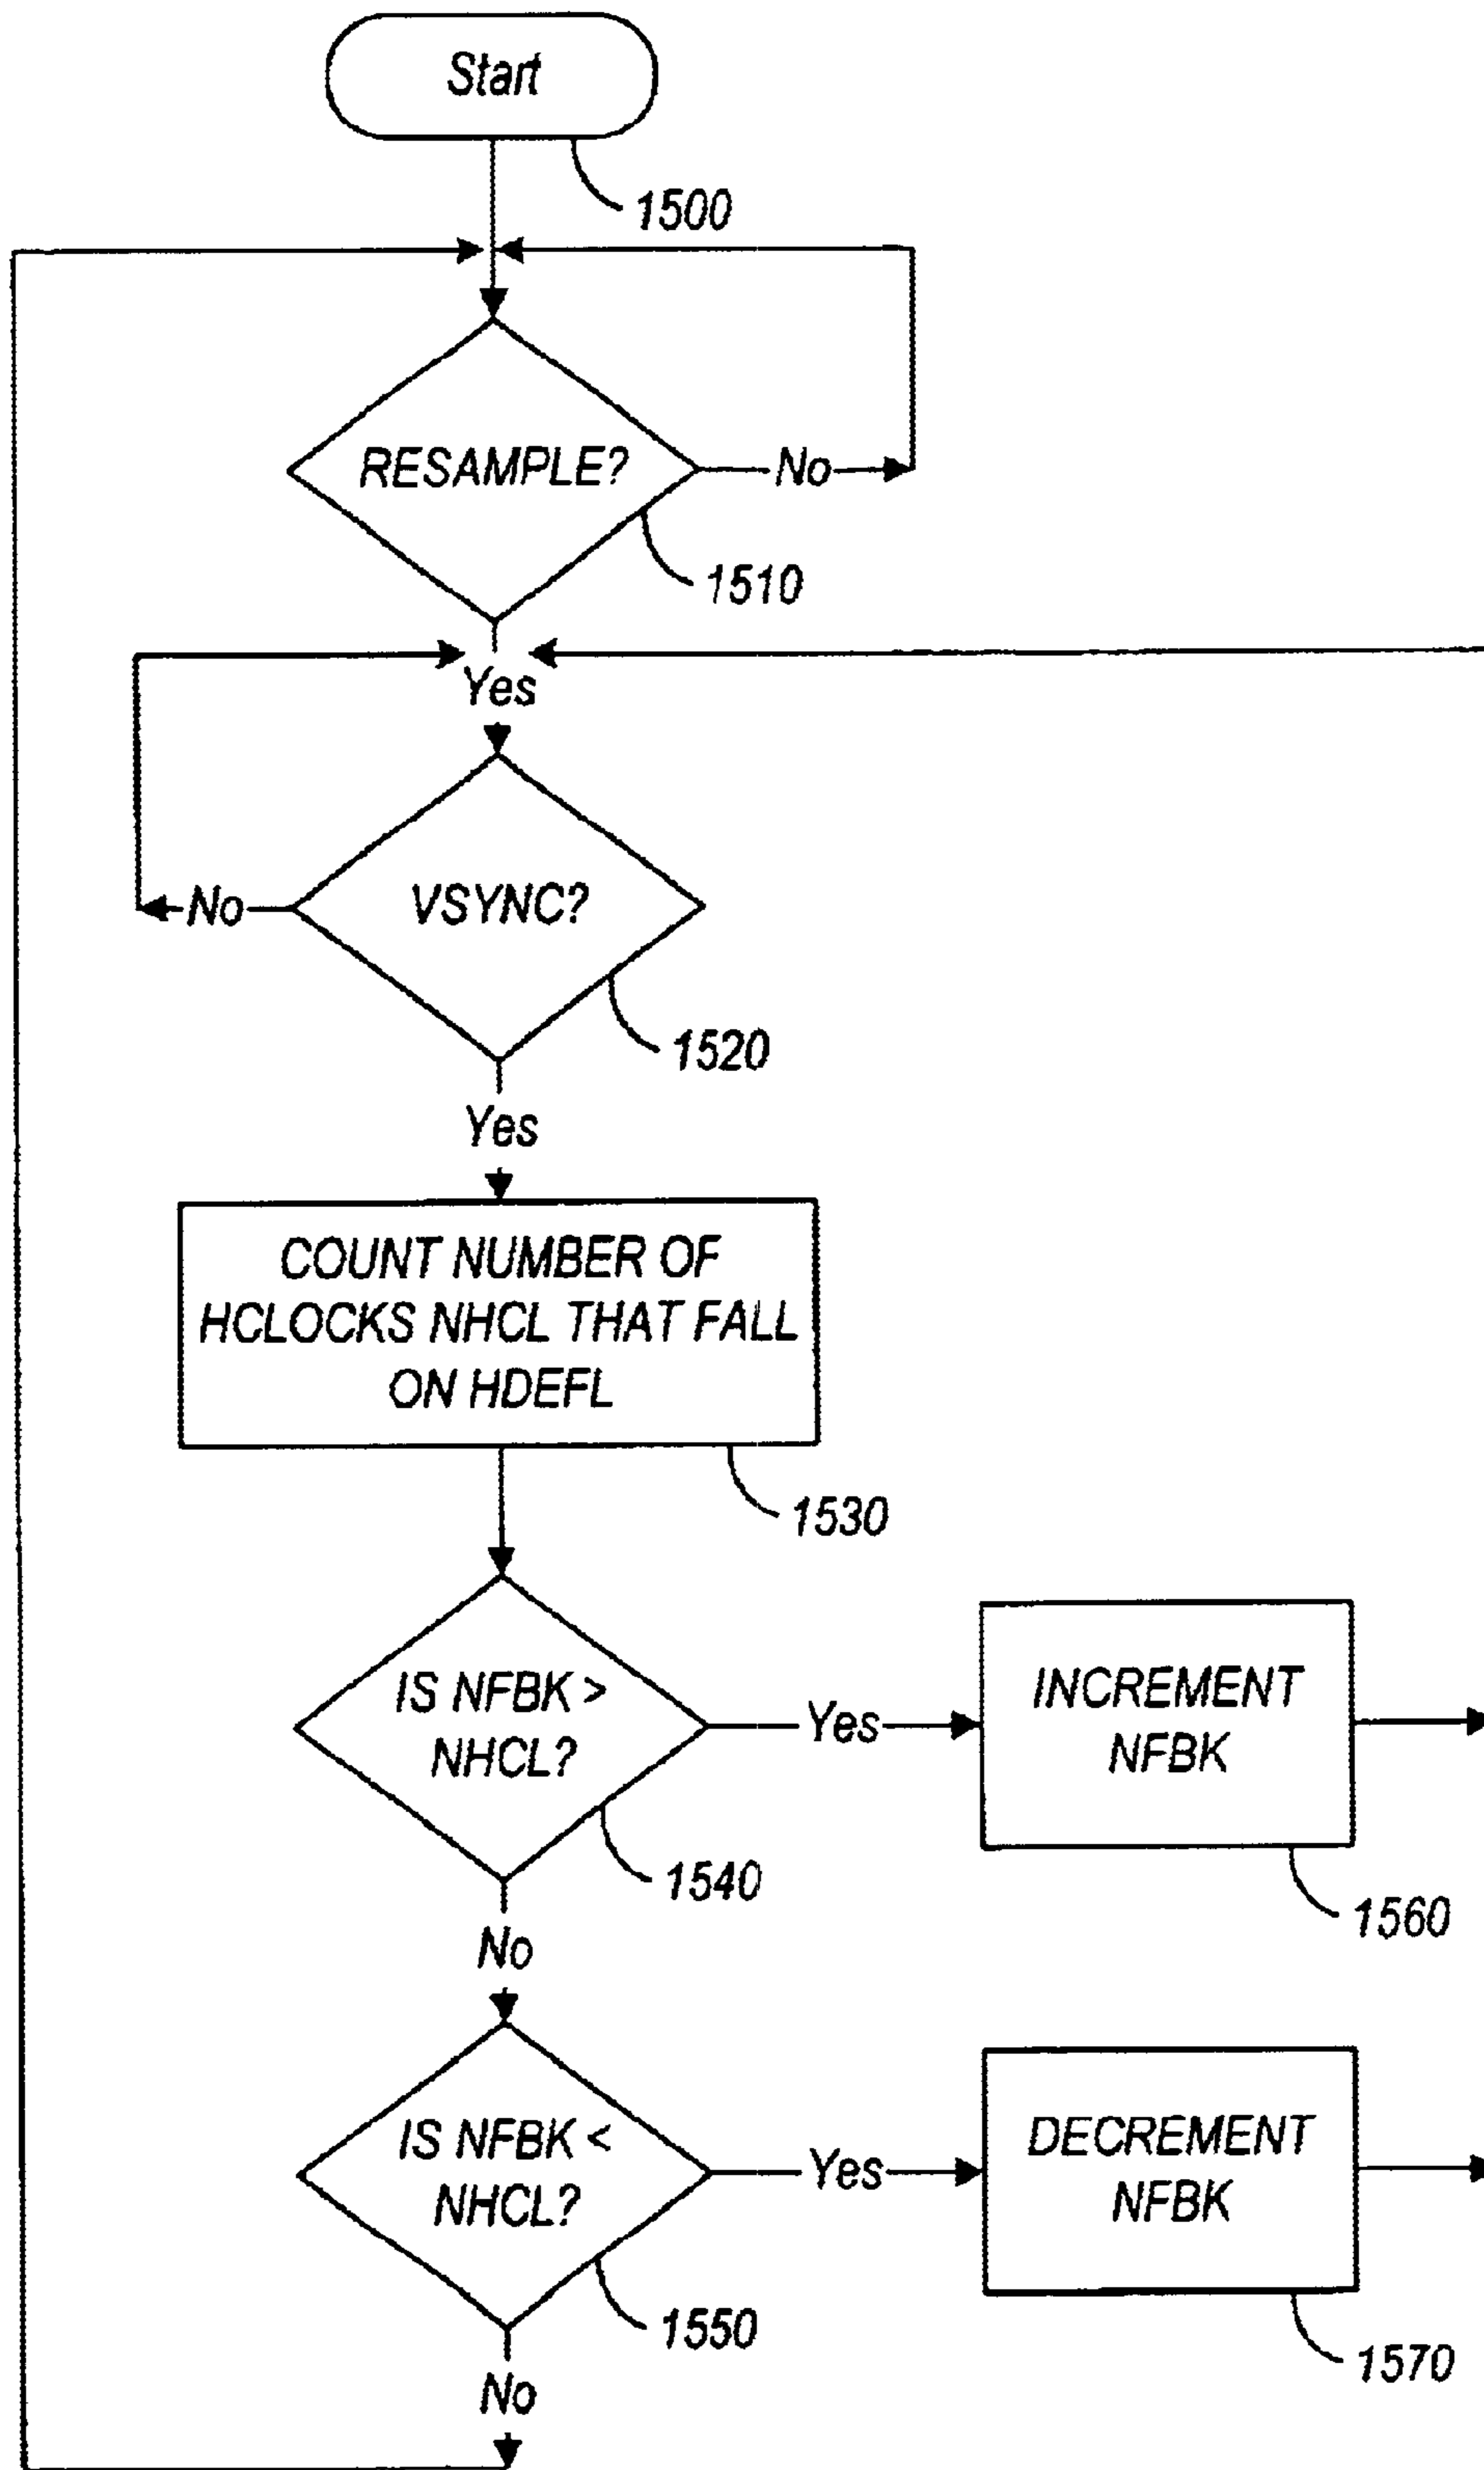 Start
1500
RESAMPLE?
No
1510
Yes
VSYNC?
No
1520
Yes
COUNT NUMBER OF
HCLOCKS NHCL THAT FALL
ON HDEFL
1530
IS NFBK >
NHCL?
Yes
INCREMENT
NFBK
1540
1560
No
IS NFBK <
NHCL?
Yes
DECREMENT
NFBK
1550
1570
No